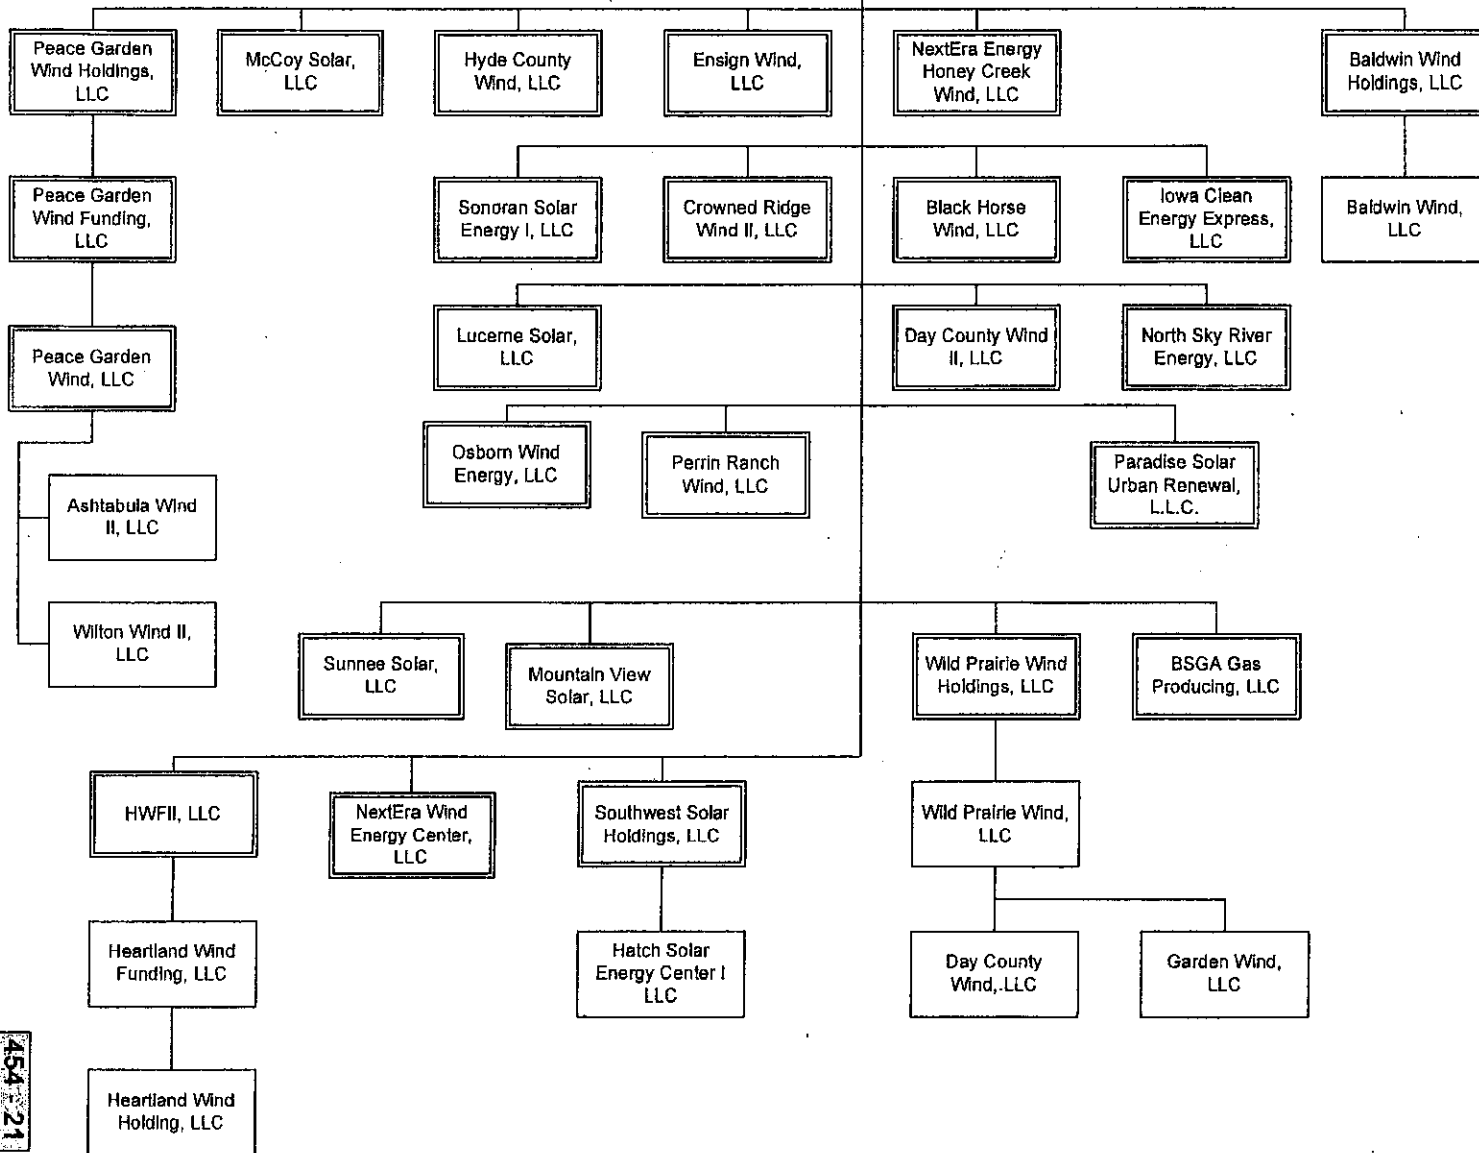 Peace Garden
Wind Holdings,
LLC
McCoy Solar,
LLC
Hyde County
Wind, LLC
Ensign Wind,
LLC
NextEra Energy
Honey Creek
Wind, LLC
Baldwin Wind
Holdings, LLC
Peace Garden
Wind Funding,
LLC
Sonoran Solar
Energy I, LLC
Crowned Ridge
Wind II, LLC
Black Horse
Wind, LLC
Iowa Clean
Energy Express,
LLC
Baldwin Wind,
LLC
Peace Garden
Wind, LLC
Lucerne Solar,
LLC
Day County Wind
II, LLC
North Sky River
Energy, LLC
Osborn Wind
Energy, LLC
Perrin Ranch
Wind, LLC
Paradise Solar
Urban Renewal,
L.L.C.
Ashtabula Wind
II, LLC
Wilton Wind II,
LLC
Sunnee Solar,
LLC
Mountain View
Solar, LLC
Wild Prairie Wind
Holdings, LLC
BSGA Gas
Producing, LLC
HWFII, LLC
NextEra Wind
Energy Center,
LLC
Southwest Solar
Holdings, LLC
Wild Prairie Wind,
LLC
Heartland Wind
Funding, LLC
Hatch Solar
Energy Center I
LLC
Day County
Wind, LLC
Garden Wind,
LLC
Heartland Wind
Holding, LLC
454-21